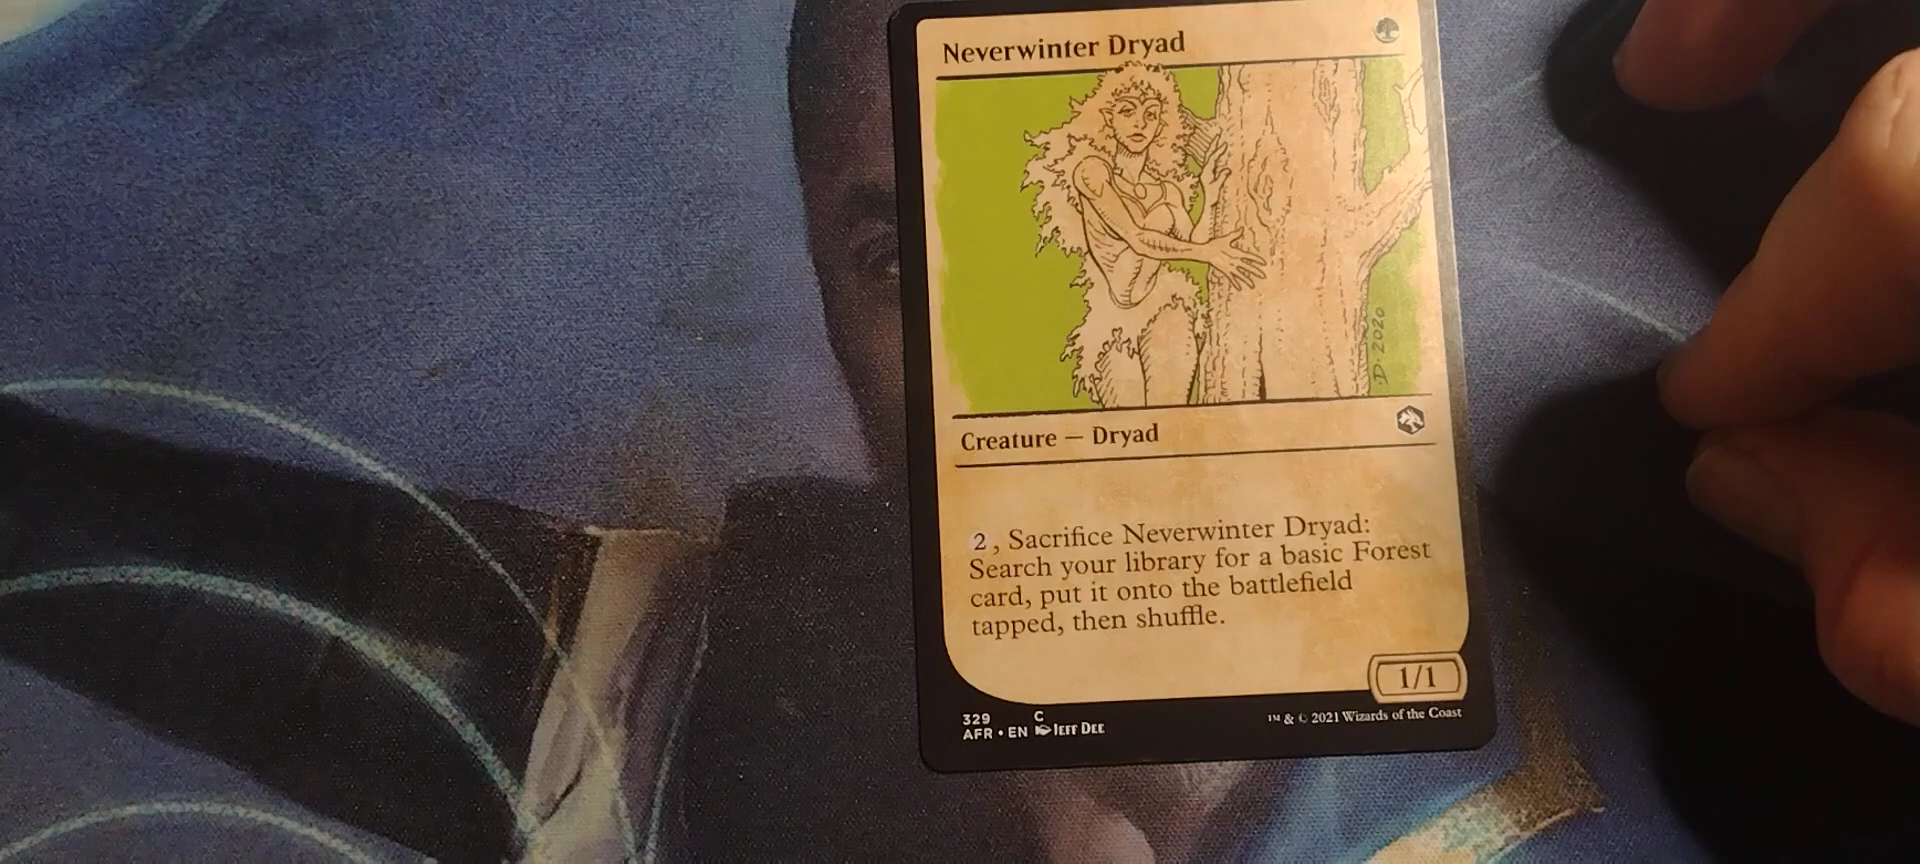 Neverwinter Dryad
D·2020
Creature — Dryad
2, Sacrifice Neverwinter Dryad:
Search your library for a basic Forest
card, put it onto the battlefield
tapped, then shuffle.
1/1
329 C
AFR • EN JEFF DEE
™ & © 2021 Wizards of the Coast